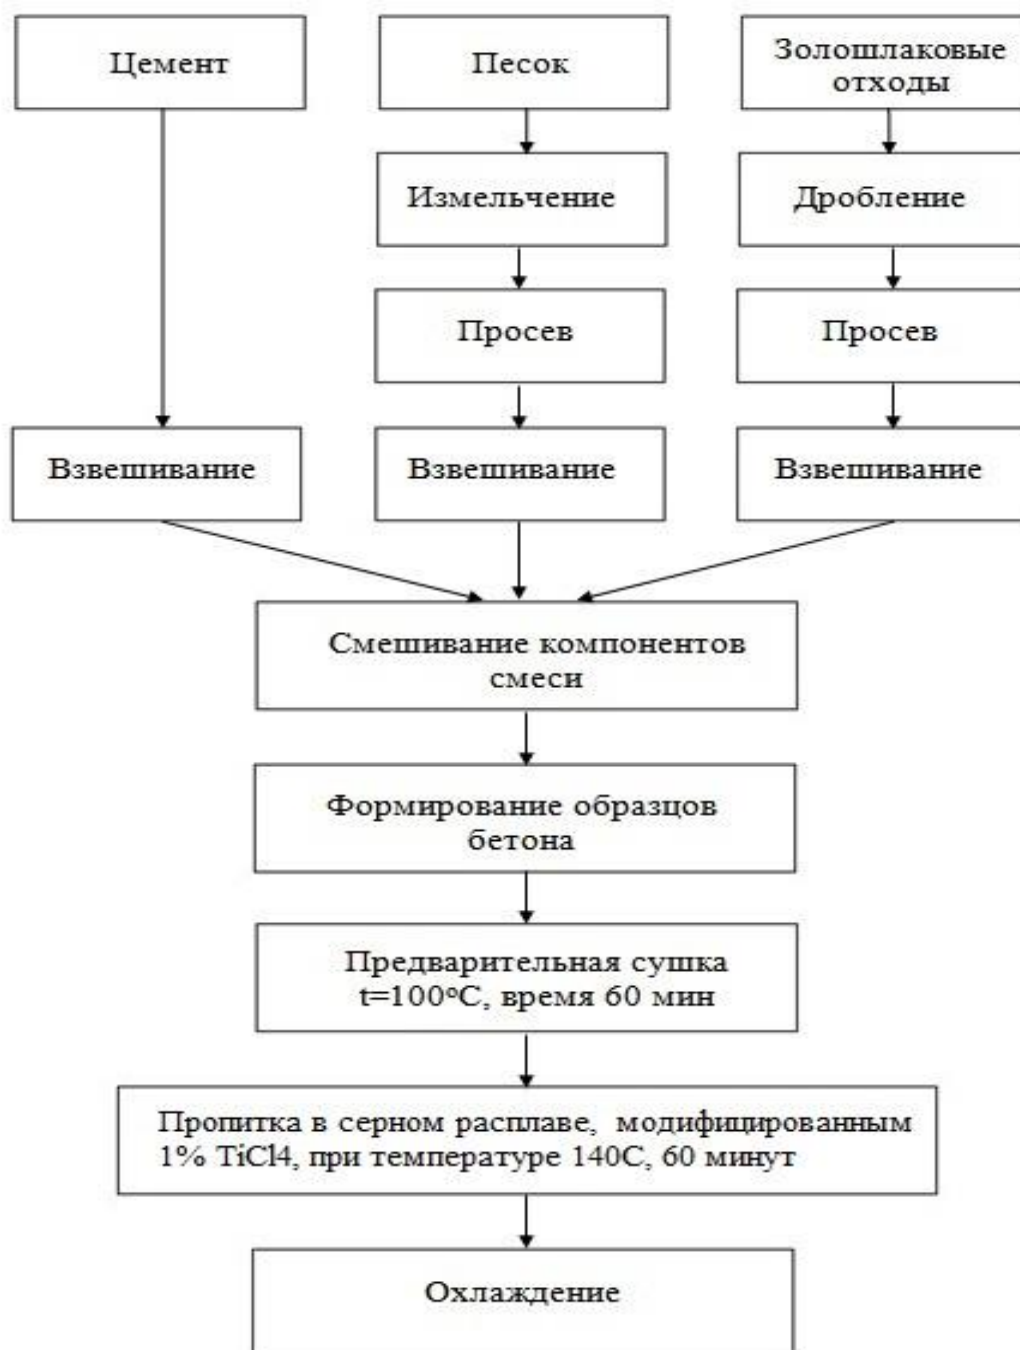 Цемент
Песок
Золошлаковые
отходы
Измельчение
Дробление
Просев
Просев
Взвешивание
Взвешивание
Взвешивание
Смешивание компонентов
смеси
Формирование образцов
бетона
Предварительная сушка
t=100°C, время 60 мин
Пропитка в серном расплаве, модифицированным
1% TiCl4, при температуре 140С, 60 минут
Охлаждение